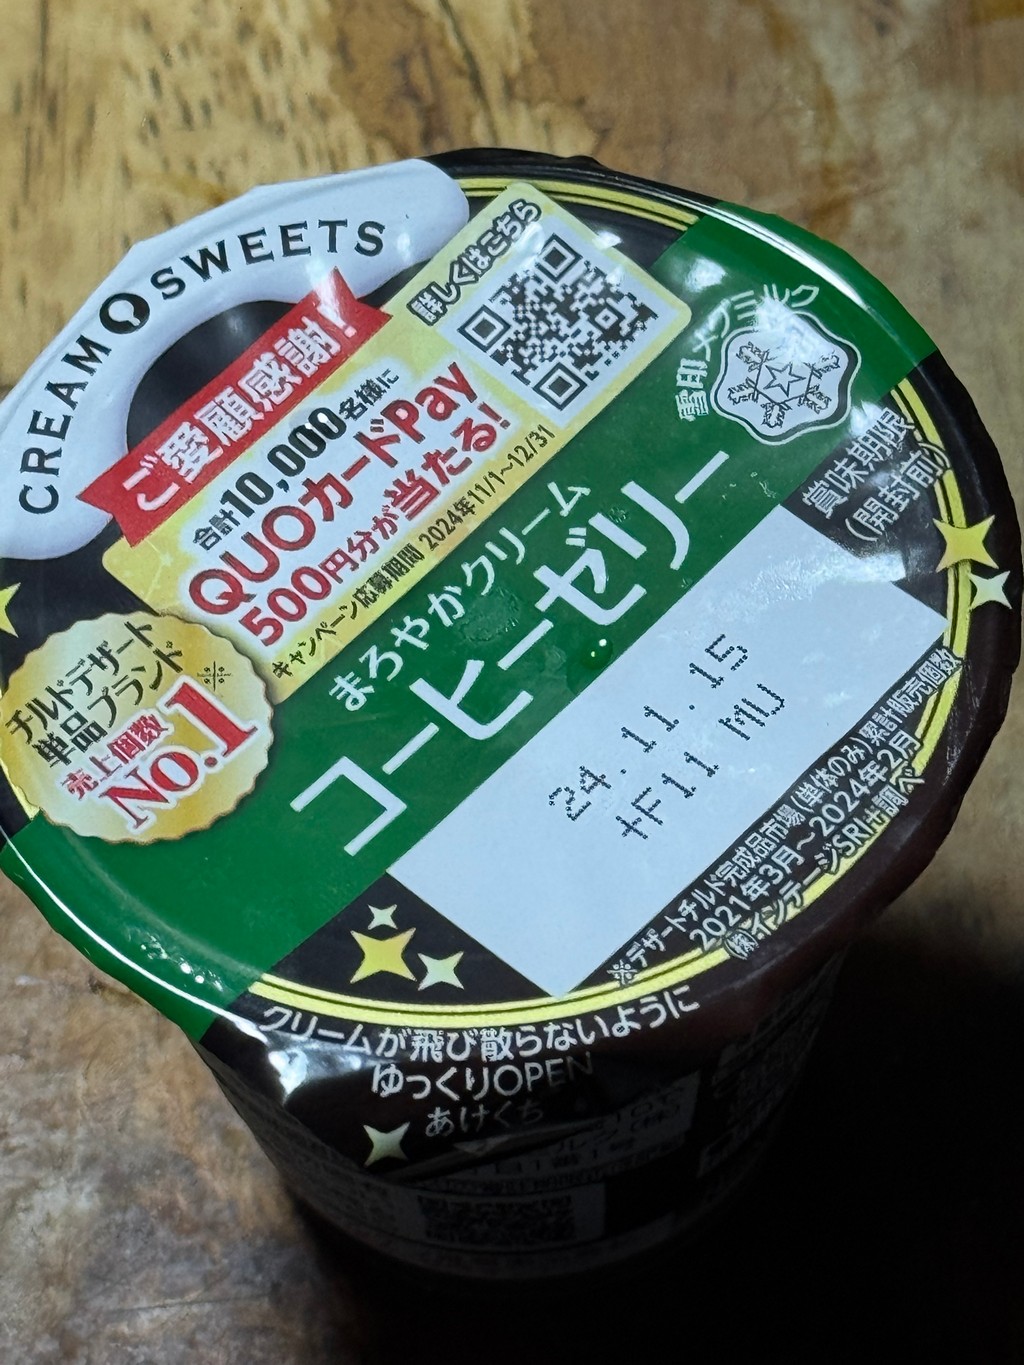 CREAM SWEETS
ご愛顧感謝!
合計10,000名様に
QUOカードPay
500円分が当たる!
キャンペーン応募期間 2024年11/1~12/31
詳しくはこちら
雪印メグミルク
まろやかクリーム
コーヒーゼリー
チルドデザート
単品ブランド※
売上個数
No.1
賞味期限
(開封前)
24.11.15
+F11 MU
※デザートチルド完成品市場(単体のみ)累計販売個数
2021年3月~2024年2月
(株)インテージSRI+調べ
クリームが飛び散らないように
ゆっくりOPEN
あけくち